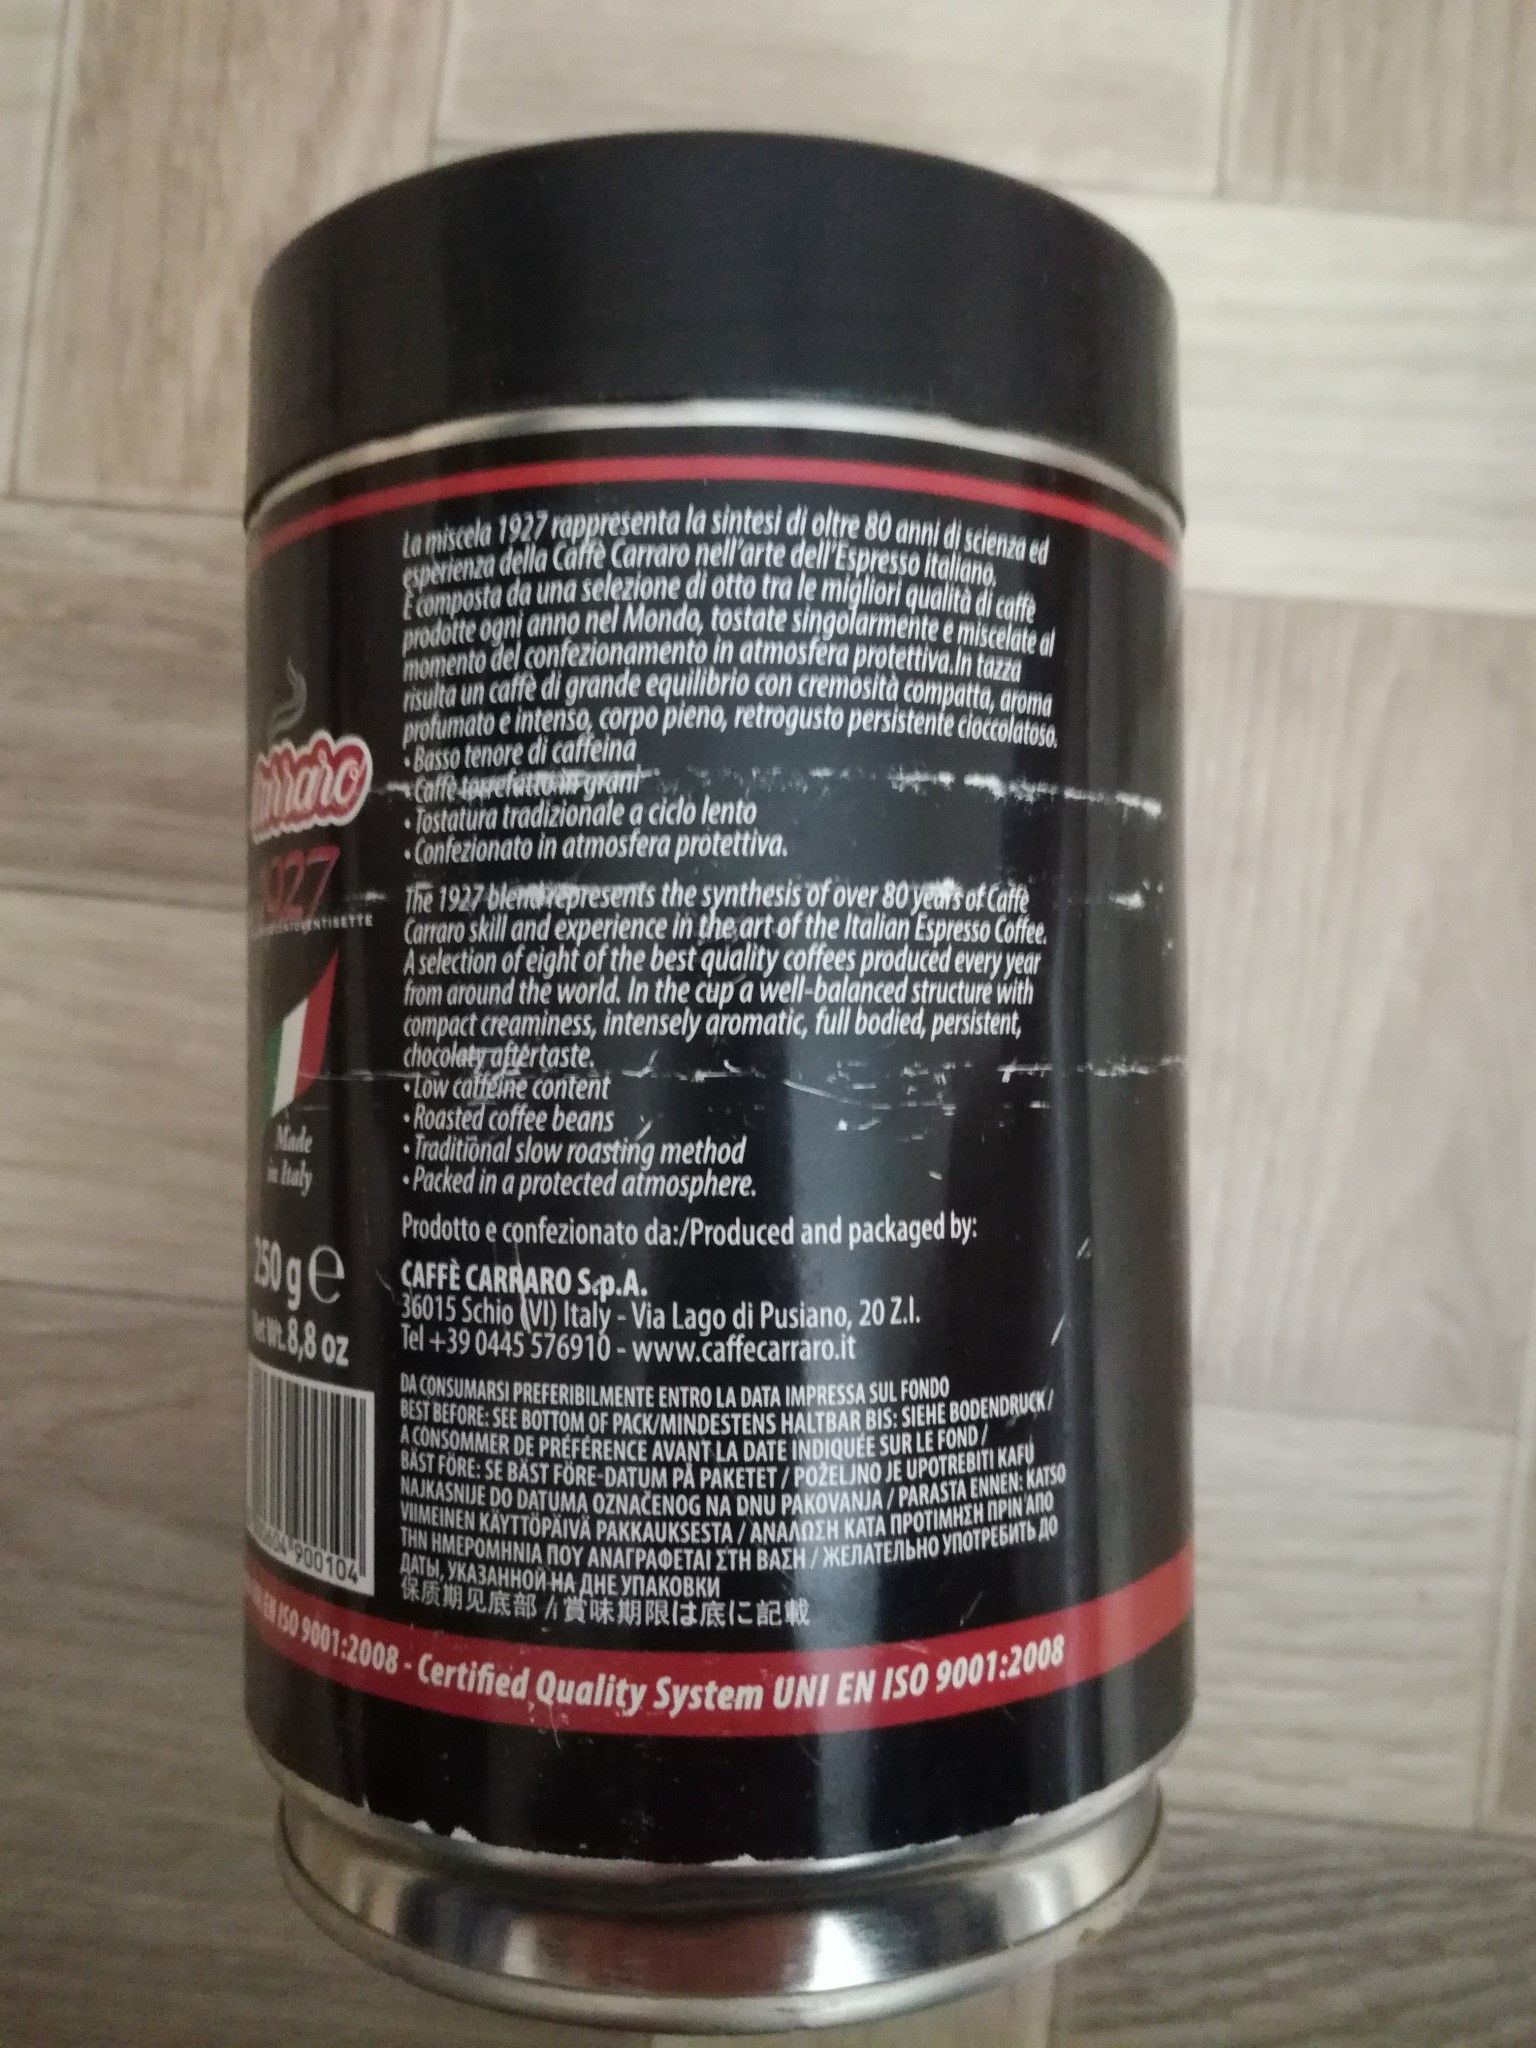 La miscela 1927 rappresenta la sintesi di oltre 80 anni di scienza ed
esperienza della Caffè Carraro nell'arte dell'Espresso Italiano.
È composta da una selezione di otto tra le migliori qualità di caffè
prodotte ogni anno nel Mondo, tostate singolarmente e miscelate al
momento del confezionamento in atmosfera protettiva.In tazza
risulta un caffè di grande equilibrio con cremosità compatta, aroma
profumato e intenso, corpo pieno, retrogusto persistente cioccolatoso.
• Basso tenore di caffeina
• Caffè torrefatto in grani
• Tostatura tradizionale a ciclo lento
• Confezionato in atmosfera protettiva.
The 1927 blend represents the synthesis of over 80 years of Caffè
Carraro skill and experience in the art of the Italian Espresso Coffee.
A selection of eight of the best quality coffees produced every year
from around the world. In the cup a well-balanced structure with
compact creaminess, intensely aromatic, full bodied, persistent,
chocolaty aftertaste.
• Low caffeine content
• Roasted coffee beans
• Traditional slow roasting method
• Packed in a protected atmosphere.
Prodotto e confezionato da:/Produced and packaged by:
CAFFÈ CARRARO S.p.A.
36015 Schio (VI) Italy - Via Lago di Pusiano, 20 Z.I.
Tel +39 0445 576910 - www.caffecarraro.it
DA CONSUMARSI PREFERIBILMENTE ENTRO LA DATA IMPRESSA SUL FONDO
BEST BEFORE: SEE BOTTOM OF PACK/MINDESTENS HALTBAR BIS: SIEHE BODENDRUCK /
A CONSOMMER DE PRÉFÉRENCE AVANT LA DATE INDIQUÉE SUR LE FOND /
BÄST FÖRE: SE BÄST FÖRE-DATUM PÅ PAKETET / POŽELJNO JE UPOTREBITI KAFU
NAJKASNIJE DO DATUMA OZNAČENOG NA DNU PAKOVANJA / PARASTA ENNEN: KATSO
VIIMEINEN KÄYTTÖPÄIVÄ PAKKAUKSESTA / ΑΝΑΛΩΣΗ ΚΑΤΑ ΠΡΟΤΙΜΗΣΗ ΠΡΙΝ ΑΠΟ
ΤΗΝ ΗΜΕΡΟΜΗΝΙΑ ΠΟΥ ΑΝΑΓΡΑΦΕΤΑΙ ΣΤΗ ΒΑΣΗ / ЖЕЛАТЕЛЬНО УПОТРЕБИТЬ ДО
ДАТЫ, УКАЗАННОЙ НА ДНЕ УПАКОВКИ
保质期见底部 / 賞味期限は底に記載
EN ISO 9001:2008 - Certified Quality System UNI EN ISO 9001:2008
Carraro
1927
Made
in Italy
250 g ℮
Net Wt. 8,8 oz
900104